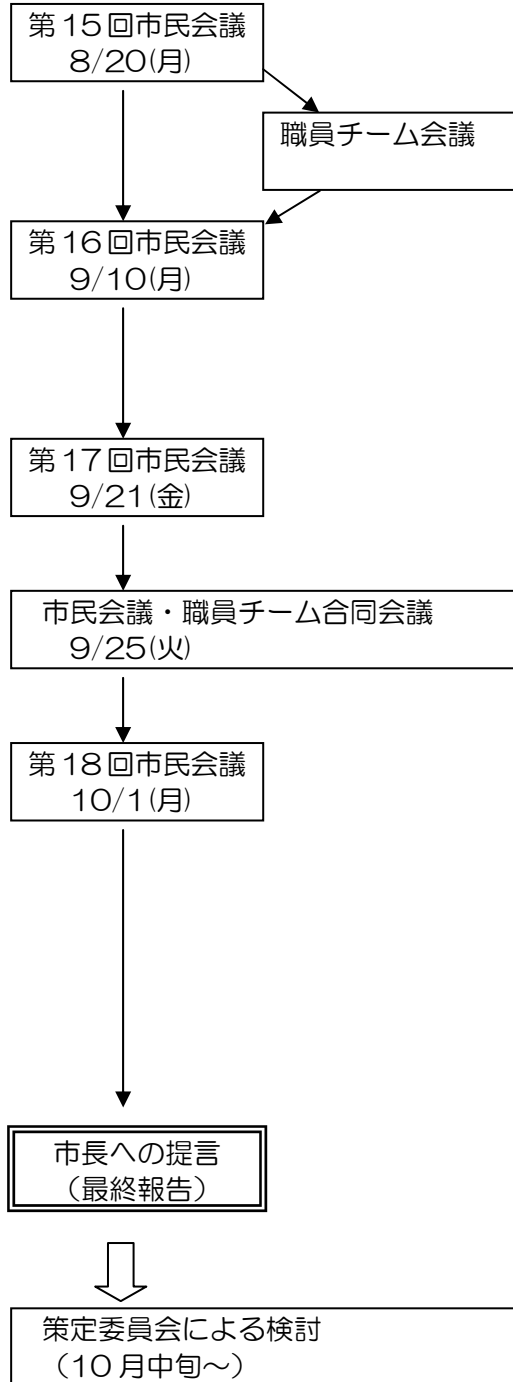 第15回市民会議
8/20(月)
職員チーム会議
第16回市民会議
9/10(月)
第17回市民会議
9/21(金)
市民会議・職員チーム合同会議
9/25(火)
第18回市民会議
10/1(月)
市長への提言
（最終報告）
策定委員会による検討
（10月中旬～）